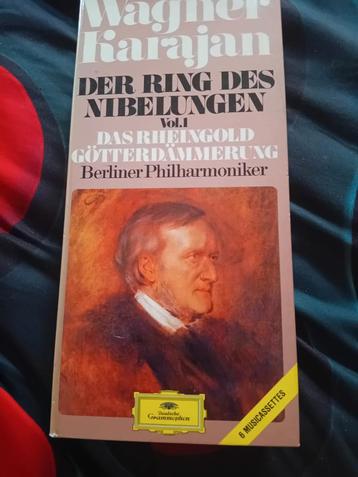 Wagner
Karajan
DER RING DES
NIBELUNGEN
Vol.1
DAS RHEINGOLD
GÖTTERDÄMMERUNG
Berliner Philharmoniker
Deutsche
Grammophon
6 MUSICASSETTES